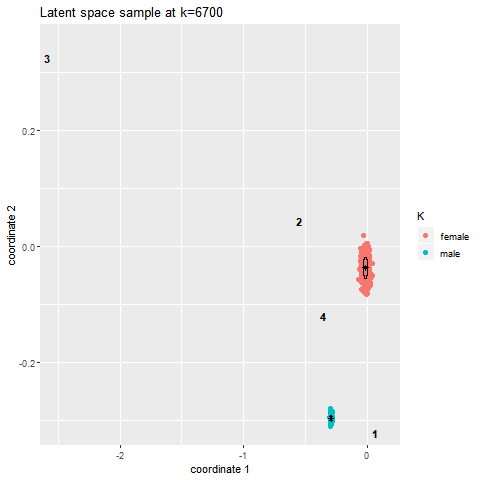 Latent space sample at k=6700
3
0.2
2
0.0
coordinate 2
K
female
male
4
-0.2
1
-2
-1
0
coordinate 1